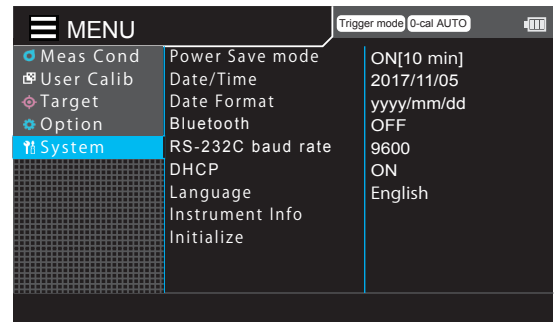 MENU
Trigger mode 0-cal AUTO
Meas Cond
User Calib
Target
Option
System
Power Save mode ON[10 min]
Date/Time 2017/11/05
Date Format yyyy/mm/dd
Bluetooth OFF
RS-232C baud rate 9600
DHCP ON
Language English
Instrument Info
Initialize